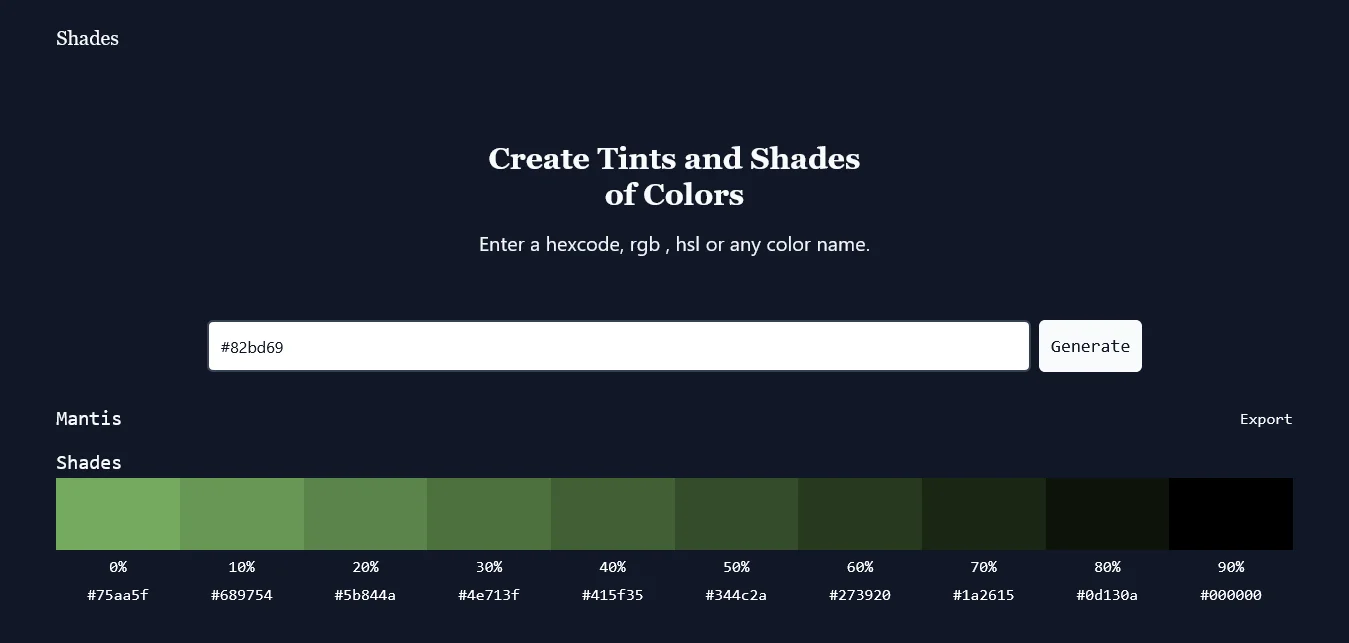 Shades
Create Tints and Shades
of Colors
Enter a hexcode, rgb , hsl or any color name.
#82bd69
Generate
Mantis
Export
Shades
0% 10% 20% 30% 40% 50% 60% 70% 80% 90%
#75aa5f #689754 #5b844a #4e713f #415f35 #344c2a #273920 #1a2615 #0d130a #000000